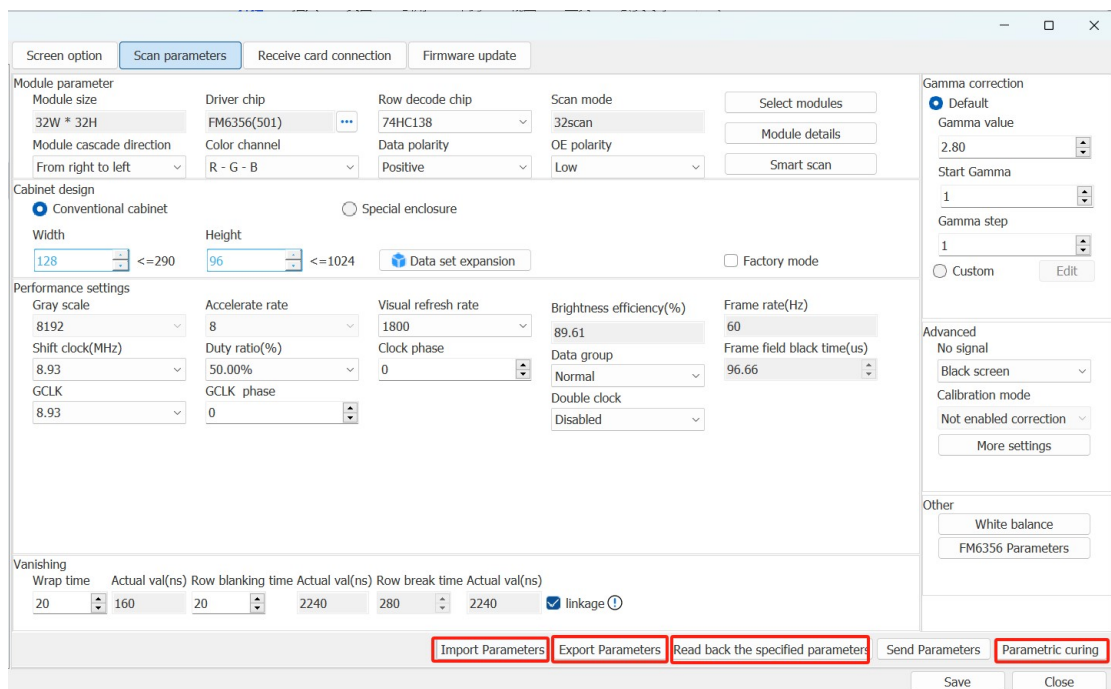 Screen option Scan parameters Receive card connection Firmware update
Module parameter
Module size Driver chip Row decode chip Scan mode
32W * 32H FM6356(501) ••• 74HC138 32scan Select modules
Module cascade direction Color channel Data polarity OE polarity Module details
From right to left R - G - B Positive Low Smart scan
Cabinet design
Conventional cabinet Special enclosure
Width Height
128 <=290 96 <=1024 Data set expansion Factory mode
Performance settings
Gray scale Accelerate rate Visual refresh rate Brightness efficiency(%) Frame rate(Hz)
8192 8 1800 89.61 60
Shift clock(MHz) Duty ratio(%) Clock phase Data group Frame field black time(us)
8.93 50.00% 0 Normal 96.66
GCLK GCLK phase Double clock
8.93 0 Disabled
Vanishing
Wrap time Actual val(ns) Row blanking time Actual val(ns) Row break time Actual val(ns)
20 160 20 2240 280 2240 linkage
Gamma correction
Default
Gamma value
2.80
Start Gamma
1
Gamma step
1
Custom Edit
Advanced
No signal
Black screen
Calibration mode
Not enabled correction
More settings
Other
White balance
FM6356 Parameters
Import Parameters Export Parameters Read back the specified parameters Send Parameters Parametric curing
Save Close